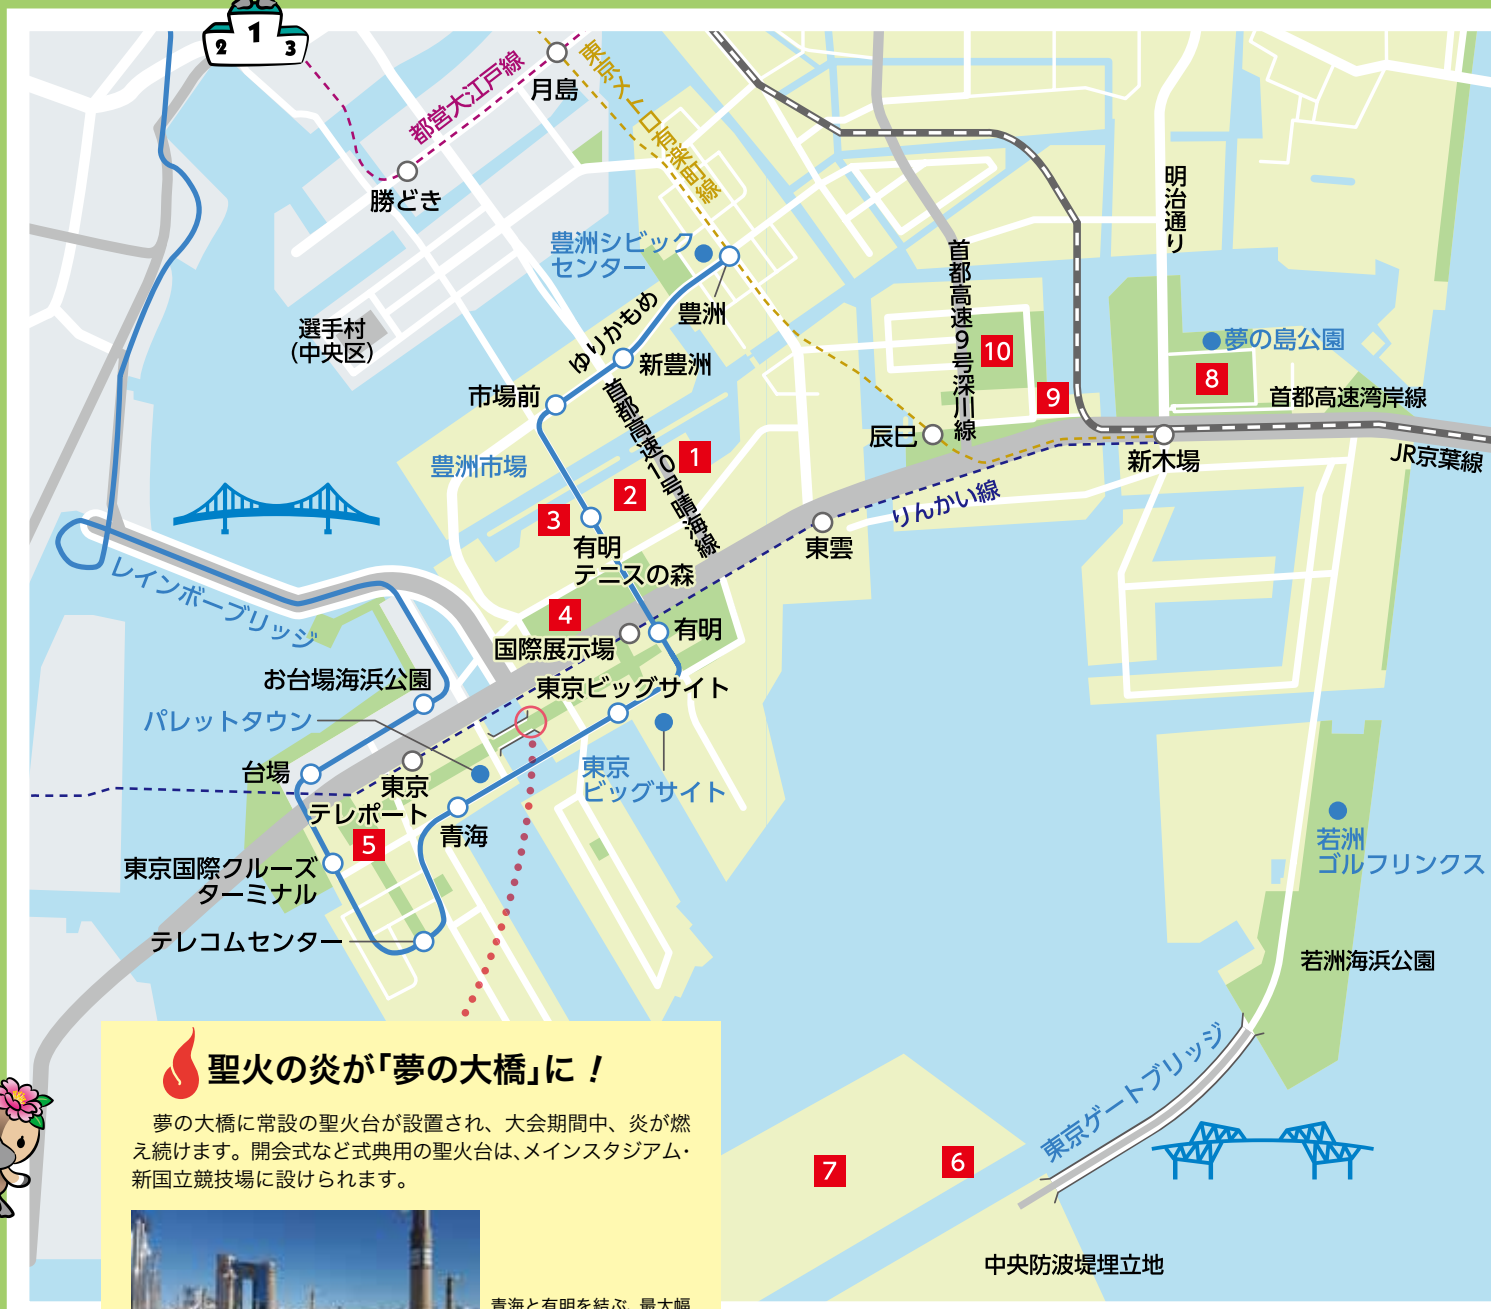 2 1 3
都営大江戸線
月島
東京メトロ有楽町線
勝どき
明治通り
豊洲シビック
センター
豊洲
首都高速9号深川線
選手村
(中央区)
ゆりかもめ
新豊洲
10
夢の島公園
8
市場前
首都高速10号晴海線
9
首都高速湾岸線
辰巳
豊洲市場
1
新木場
JR京葉線
2
りんかい線
3
有明
テニスの森
東雲
レインボーブリッジ
4
国際展示場
有明
お台場海浜公園
東京ビッグサイト
パレットタウン
台場
東京
テレポート
東京
ビッグサイト
青海
5
若洲
ゴルフリンクス
東京国際クルーズ
ターミナル
テレコムセンター
若洲海浜公園
聖火の炎が「夢の大橋」に!
夢の大橋に常設の聖火台が設置され、大会期間中、炎が燃
え続けます。開会式など式典用の聖火台は、メインスタジアム・
新国立競技場に設けられます。
東京ゲートブリッジ
7
6
中央防波堤埋立地
青海と有明を結ぶ、最大幅